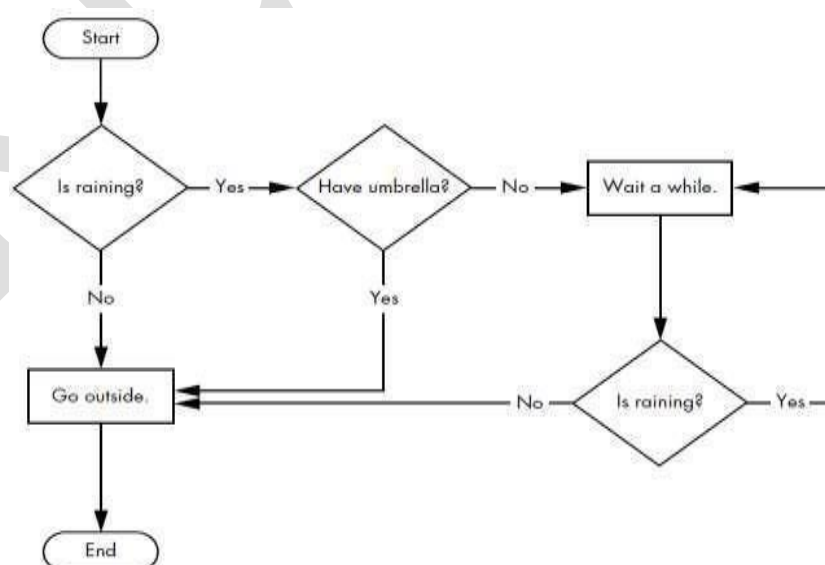 Start
Is raining?
Yes
Have umbrella?
No
Wait a while.
No
Yes
Go outside.
No
Is raining?
Yes
End